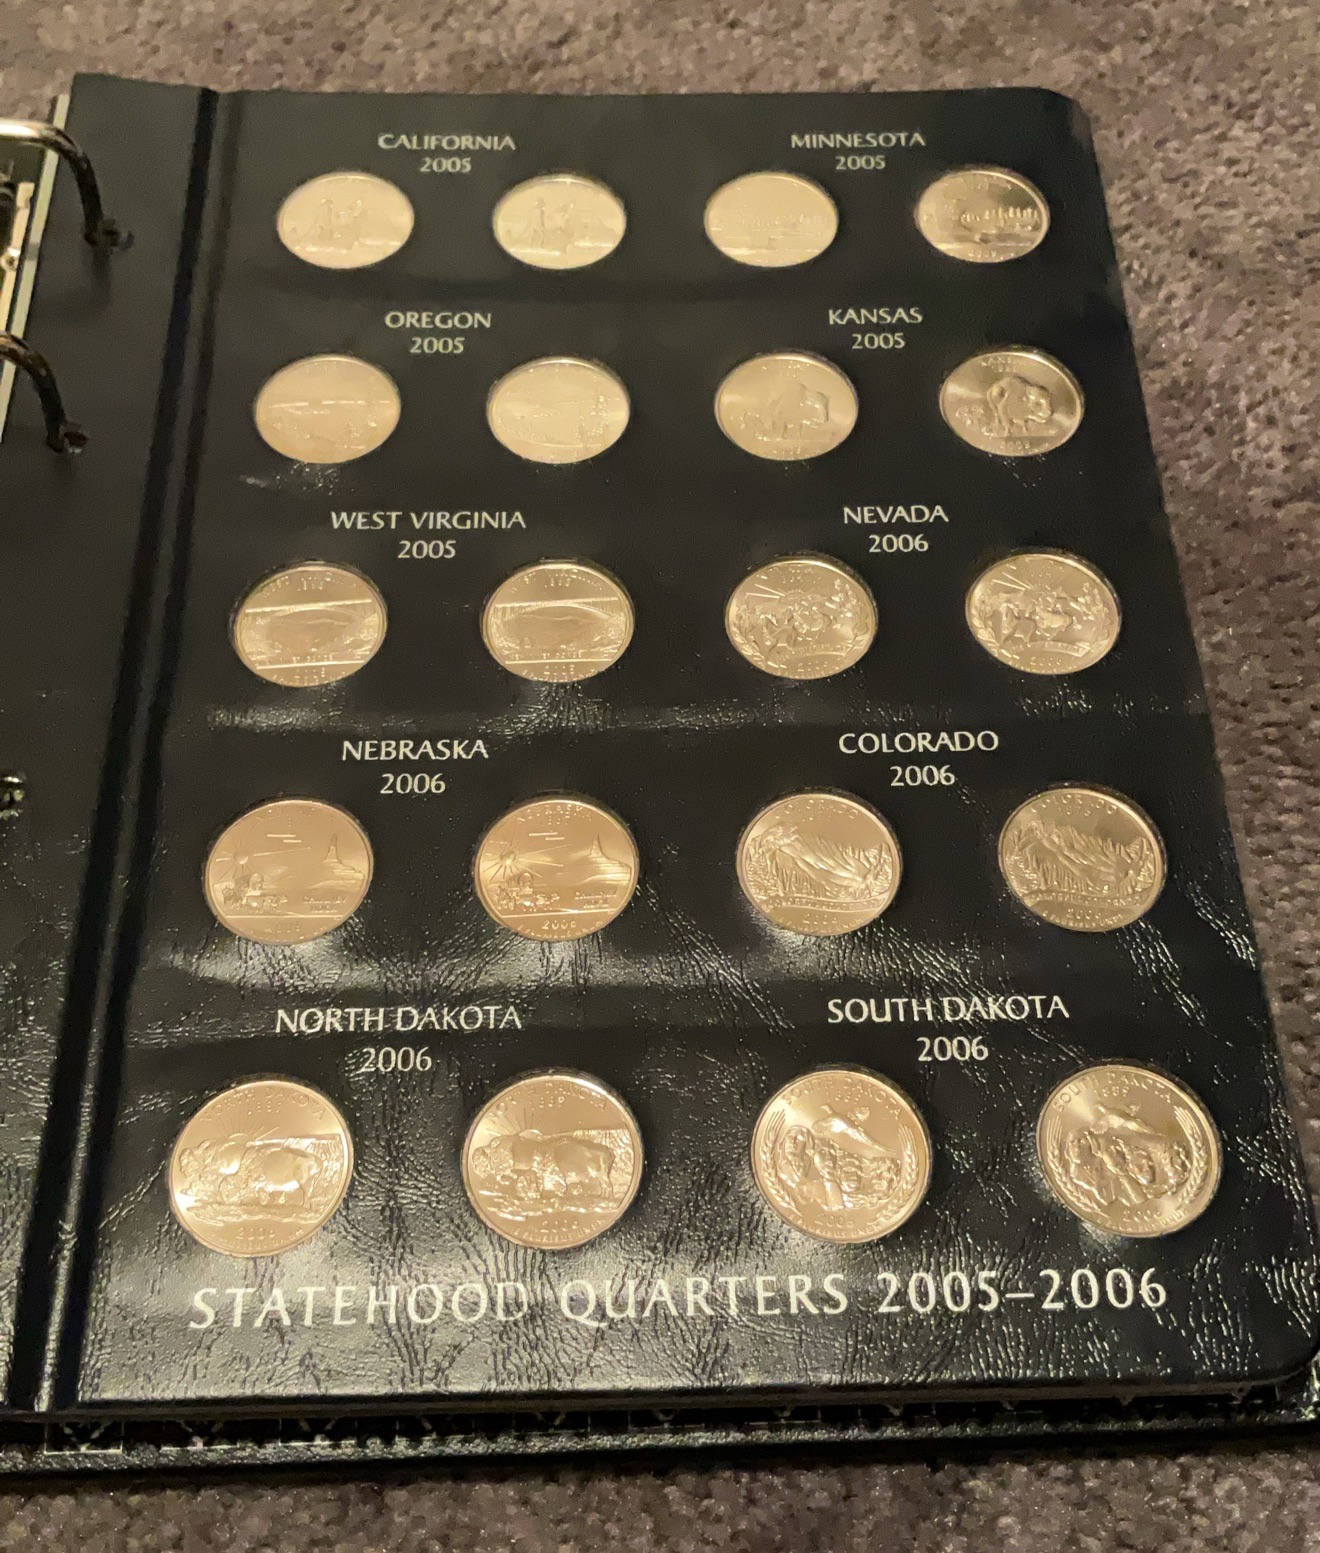 CALIFORNIA
2005
MINNESOTA
2005
OREGON
2005
KANSAS
2005
WEST VIRGINIA
2005
NEVADA
2006
NEBRASKA
2006
COLORADO
2006
NORTH DAKOTA
2006
SOUTH DAKOTA
2006
STATEHOOD QUARTERS 2005–2006